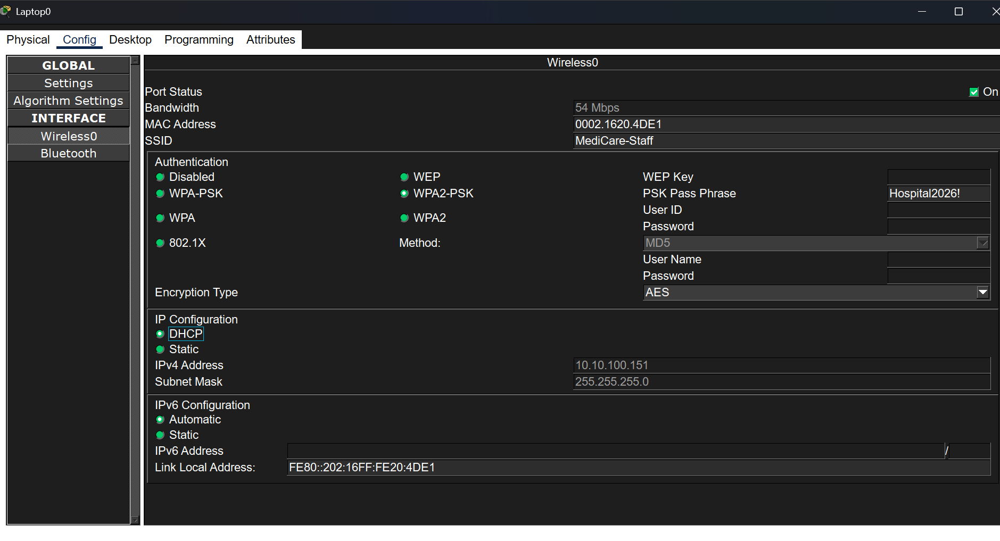 Laptop0
Physical Config Desktop Programming Attributes
GLOBAL
Settings
Algorithm Settings
INTERFACE
Wireless0
Bluetooth
Wireless0
Port Status On
Bandwidth 54 Mbps
MAC Address 0002.1620.4DE1
SSID MediCare-Staff
Authentication
Disabled WEP WEP Key
WPA-PSK WPA2-PSK PSK Pass Phrase Hospital2026!
User ID
WPA WPA2
Password
802.1X Method: MD5
User Name
Password
Encryption Type AES
IP Configuration
DHCP
Static
IPv4 Address 10.10.100.151
Subnet Mask 255.255.255.0
IPv6 Configuration
Automatic
Static
IPv6 Address /
Link Local Address: FE80::202:16FF:FE20:4DE1